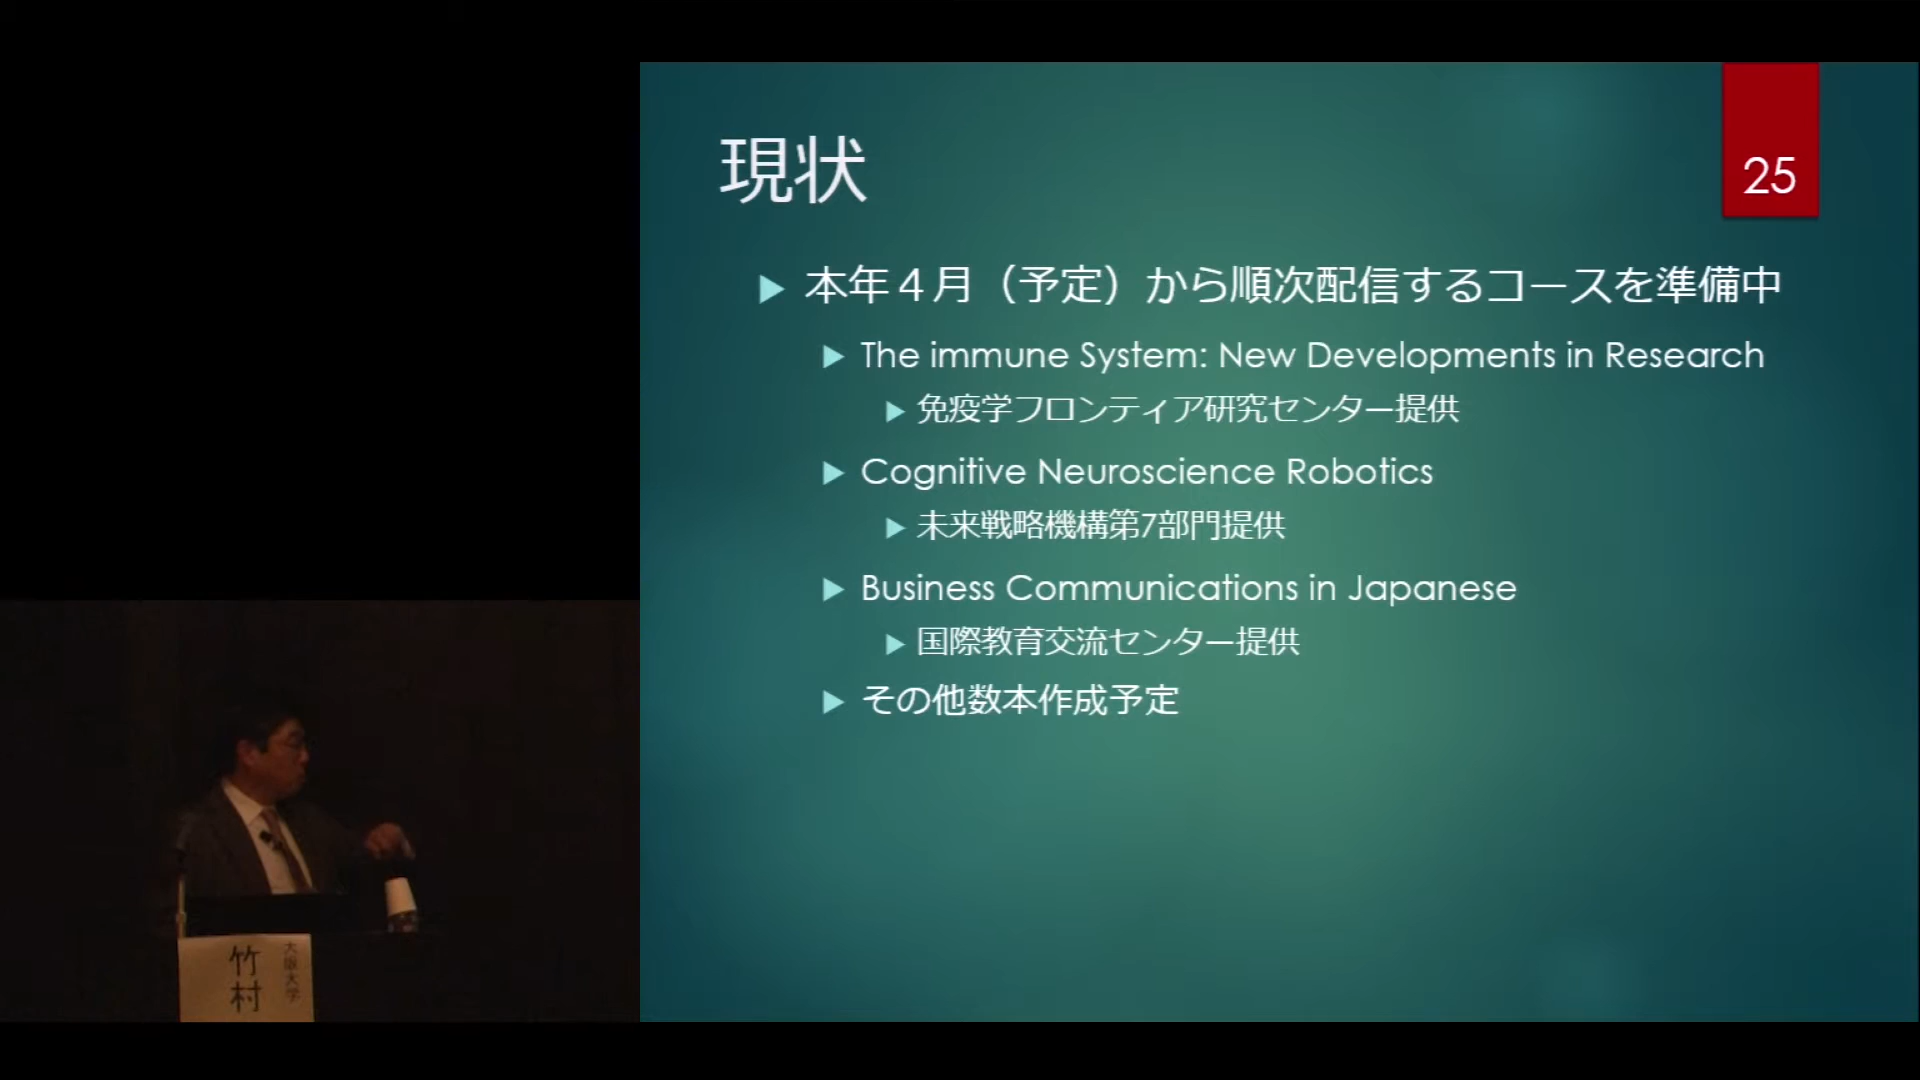 現状
25
本年４月（予定）から順次配信するコースを準備中
The immune System: New Developments in Research
免疫学フロンティア研究センター提供
Cognitive Neuroscience Robotics
未来戦略機構第7部門提供
Business Communications in Japanese
国際教育交流センター提供
その他数本作成予定
大阪大学
竹村